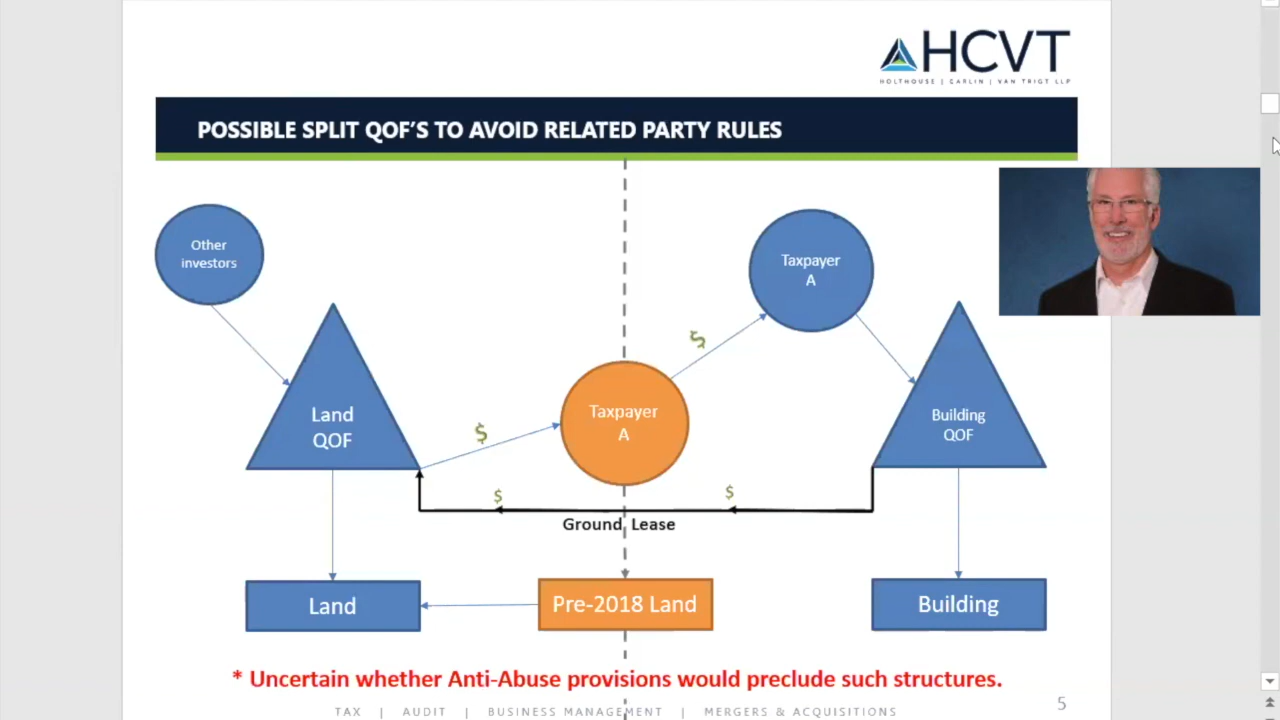 HCVT
HOLTHOUSE | CARLIN | VAN TRIGT LLP
POSSIBLE SPLIT QOF'S TO AVOID RELATED PARTY RULES
Other
investors
Taxpayer
A
Land
QOF
$
Taxpayer
A
$
Building
QOF
$
$
Ground Lease
Land
Pre-2018 Land
Building
* Uncertain whether Anti-Abuse provisions would preclude such structures.
5
TAX | AUDIT | BUSINESS MANAGEMENT | MERGERS & ACQUISITIONS